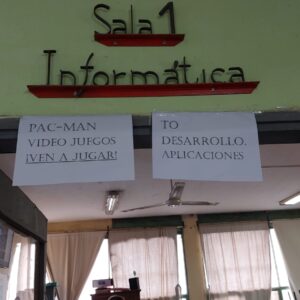 Sala 1
Informática
PAC-MAN
VIDEO JUEGOS
¡VEN A JUGAR!
TO
DESARROLLO.
APLICACIONES